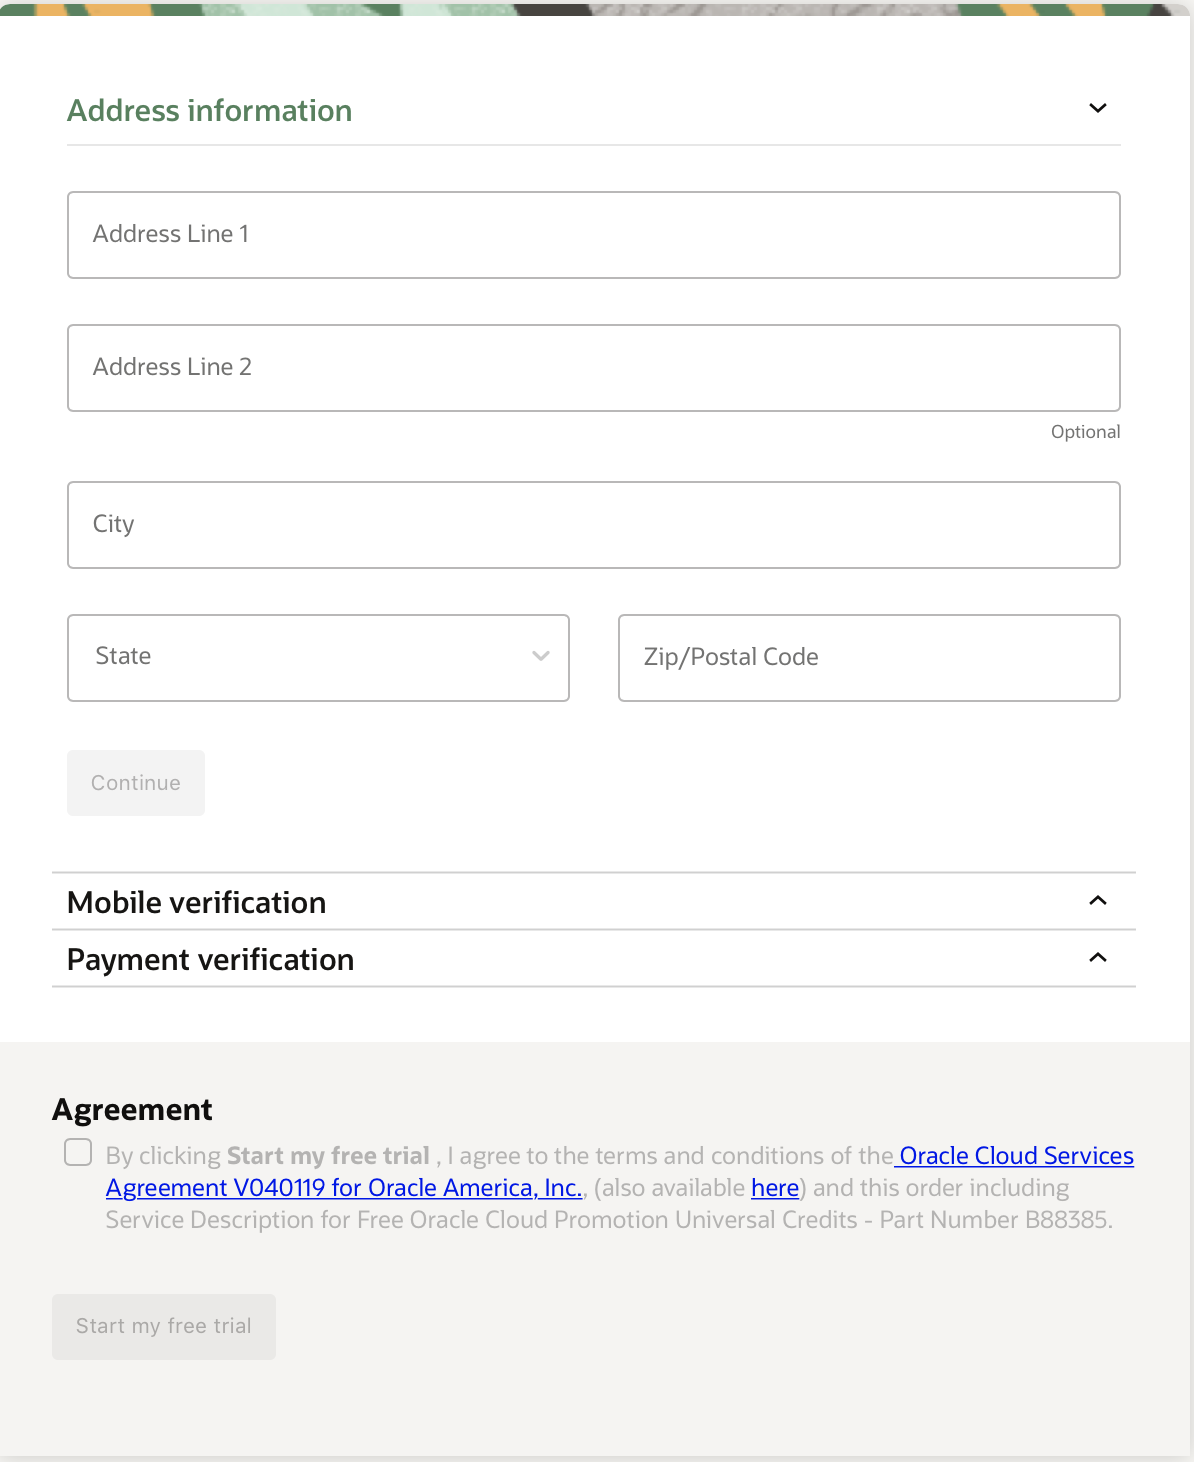 Address information
Address Line 1
Address Line 2
Optional
City
State
Zip/Postal Code
Continue
Mobile verification
Payment verification
Agreement
By clicking Start my free trial , I agree to the terms and conditions of the Oracle Cloud Services
Agreement V040119 for Oracle America, Inc., (also available here) and this order including
Service Description for Free Oracle Cloud Promotion Universal Credits - Part Number B88385.
Start my free trial